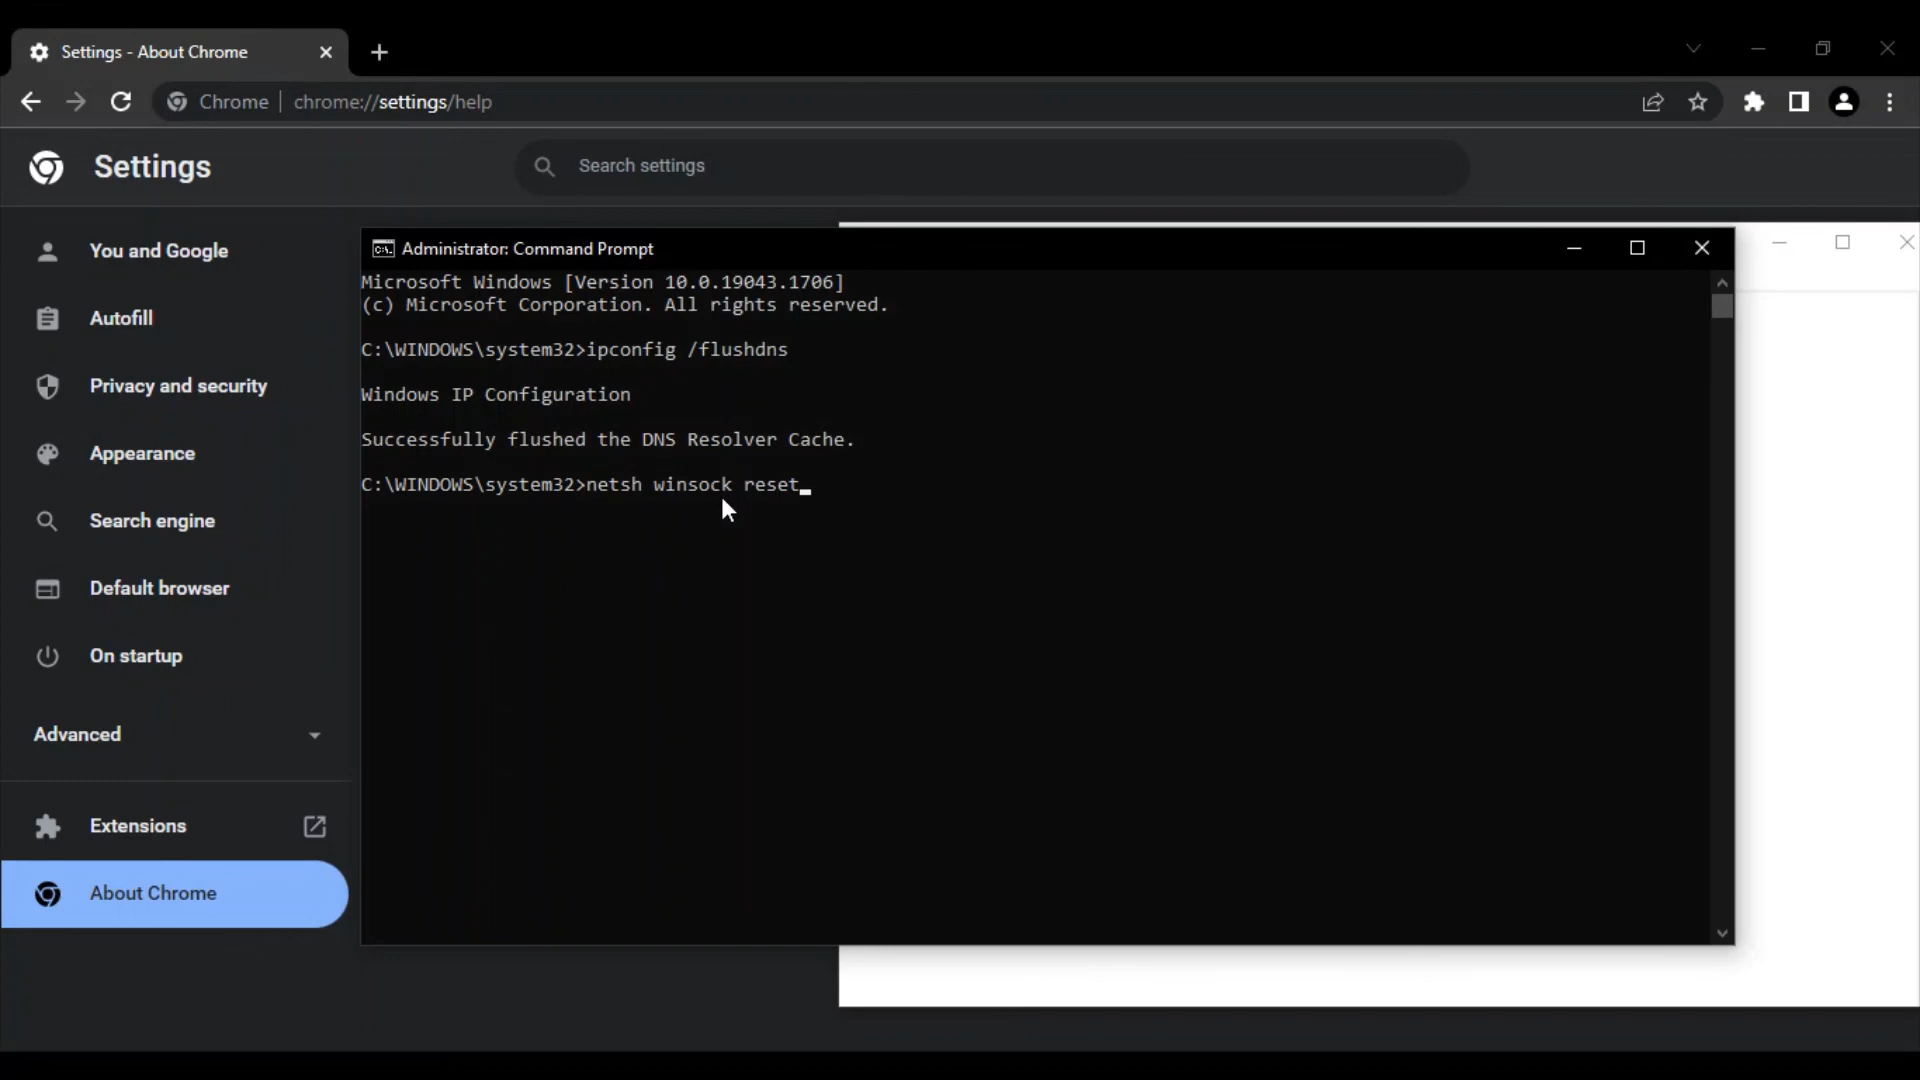 Settings - About Chrome
Chrome | chrome://settings/help
Settings
Search settings
You and Google
Autofill
Privacy and security
Appearance
Search engine
Default browser
On startup
Advanced
Extensions
About Chrome
C:\. Administrator: Command Prompt
Microsoft Windows [Version 10.0.19043.1706]
(c) Microsoft Corporation. All rights reserved.
C:\WINDOWS\system32>ipconfig /flushdns
Windows IP Configuration
Successfully flushed the DNS Resolver Cache.
C:\WINDOWS\system32>netsh winsock reset_